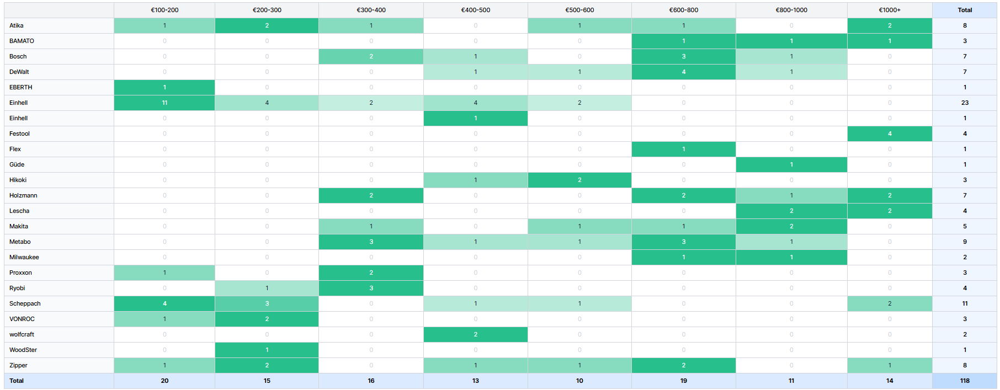 €100-200 €200-300 €300-400 €400-500 €500-600 €600-800 €800-1000 €1000+ Total
Atika 1 2 1 0 1 1 0 2 8
BAMATO 0 0 0 0 0 1 1 1 3
Bosch 0 0 2 1 0 3 1 0 7
DeWalt 0 0 0 1 1 4 1 0 7
EBERTH 1 0 0 0 0 0 0 0 1
Einhell 11 4 2 4 2 0 0 0 23
Einhell 0 0 0 1 0 0 0 0 1
Festool 0 0 0 0 0 0 0 4 4
Flex 0 0 0 0 0 1 0 0 1
Güde 0 0 0 0 0 0 1 0 1
Hikoki 0 0 0 1 2 0 0 0 3
Holzmann 0 0 2 0 0 2 1 2 7
Lescha 0 0 0 0 0 0 2 2 4
Makita 0 0 1 0 1 1 2 0 5
Metabo 0 0 3 1 1 3 1 0 9
Milwaukee 0 0 0 0 0 1 1 0 2
Proxxon 1 0 2 0 0 0 0 0 3
Ryobi 0 1 3 0 0 0 0 0 4
Scheppach 4 3 0 1 1 0 0 2 11
VONROC 1 2 0 0 0 0 0 0 3
wolfcraft 0 0 0 2 0 0 0 0 2
WoodSter 0 1 0 0 0 0 0 0 1
Zipper 1 2 0 1 1 2 0 1 8
Total 20 15 16 13 10 19 11 14 118